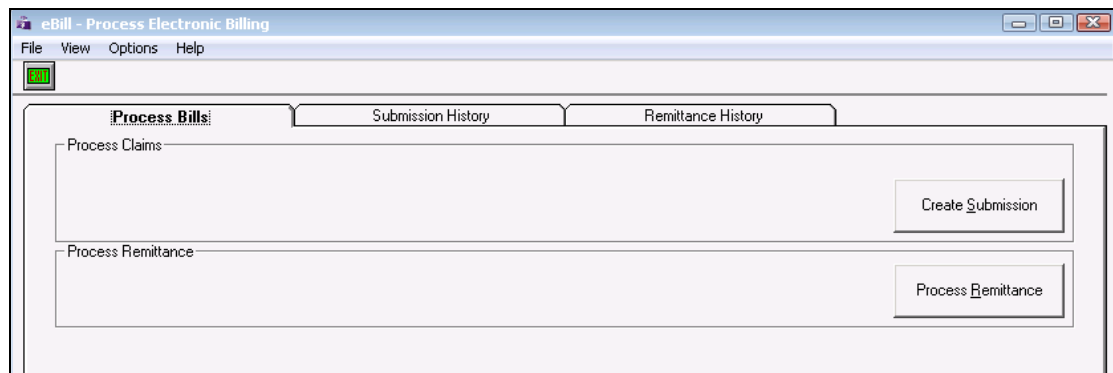 eBill - Process Electronic Billing
File View Options Help
EXIT
Process Bills Submission History Remittance History
Process Claims
Create Submission
Process Remittance
Process Remittance